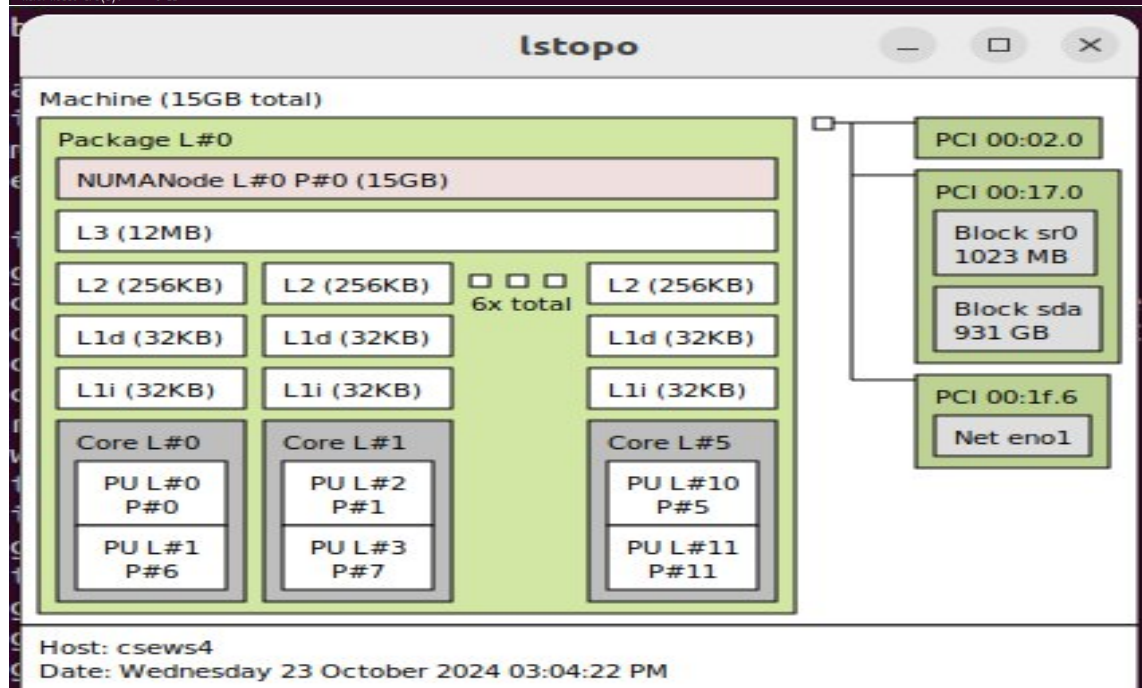 lstopo
Machine (15GB total)
Package L#0
NUMANode L#0 P#0 (15GB)
L3 (12MB)
L2 (256KB) L2 (256KB) 6x total L2 (256KB)
L1d (32KB) L1d (32KB) L1d (32KB)
L1i (32KB) L1i (32KB) L1i (32KB)
Core L#0 Core L#1 Core L#5
PU L#0 PU L#2 PU L#10
P#0 P#1 P#5
PU L#1 PU L#3 PU L#11
P#6 P#7 P#11
PCI 00:02.0
PCI 00:17.0
Block sr0
1023 MB
Block sda
931 GB
PCI 00:1f.6
Net eno1
Host: csews4
Date: Wednesday 23 October 2024 03:04:22 PM